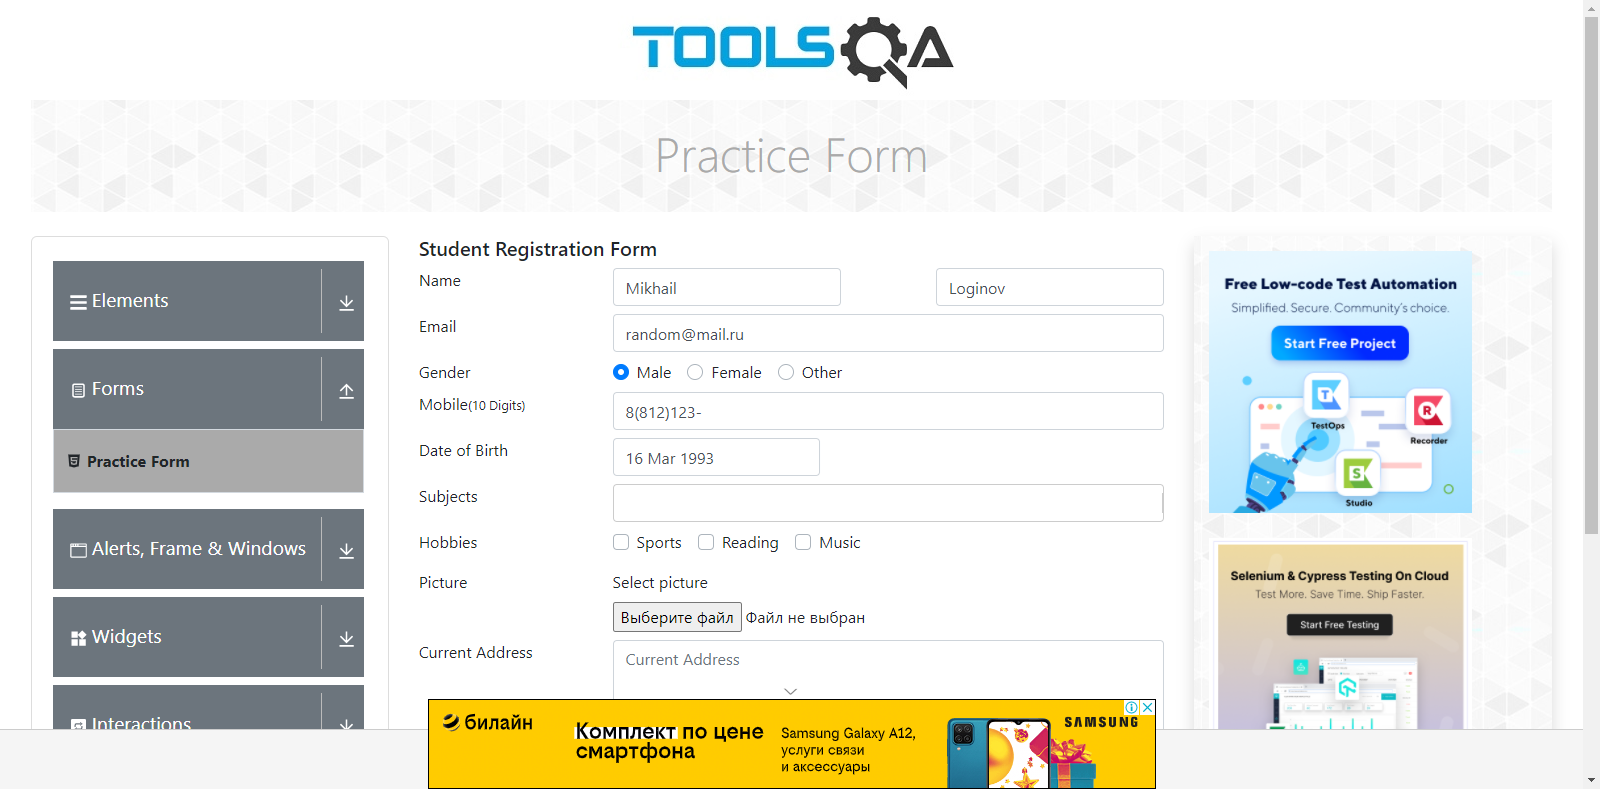 TOOLSQA
Practice Form
Elements
Forms
Practice Form
Alerts, Frame & Windows
Widgets
Interactions
Student Registration Form
Name
Mikhail
Loginov
Email
random@mail.ru
Gender
Male
Female
Other
Mobile(10 Digits)
8(812)123-
Date of Birth
16 Mar 1993
Subjects
Hobbies
Sports
Reading
Music
Picture
Select picture
Выберите файл Файл не выбран
Current Address
Current Address
Free Low-code Test Automation
Simplified. Secure. Community's choice.
Start Free Project
TestOps
Recorder
Studio
Selenium & Cypress Testing On Cloud
Test More. Save Time. Ship Faster.
Start Free Testing
билайн
Комплект по цене
смартфона
Samsung Galaxy A12,
услуги связи
и аксессуары
SAMSUNG